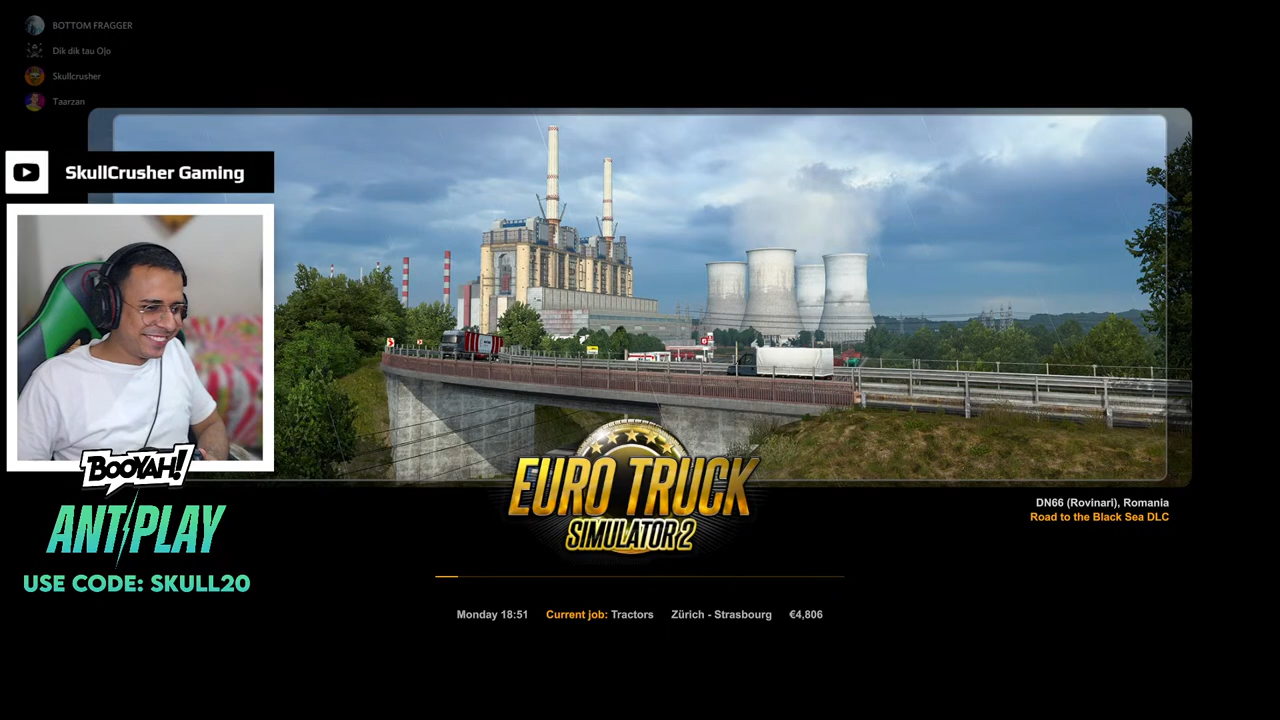 BOTTOM FRAGGER
Dik dik tau Ojo
Skullcrusher
Taarzan
SkullCrusher Gaming
BOOYAH!
ANTPLAY
USE CODE: SKULL20
EURO TRUCK
SIMULATOR 2
DN66 (Rovinari), Romania
Road to the Black Sea DLC
Monday 18:51 Current job: Tractors Zürich - Strasbourg €4,806